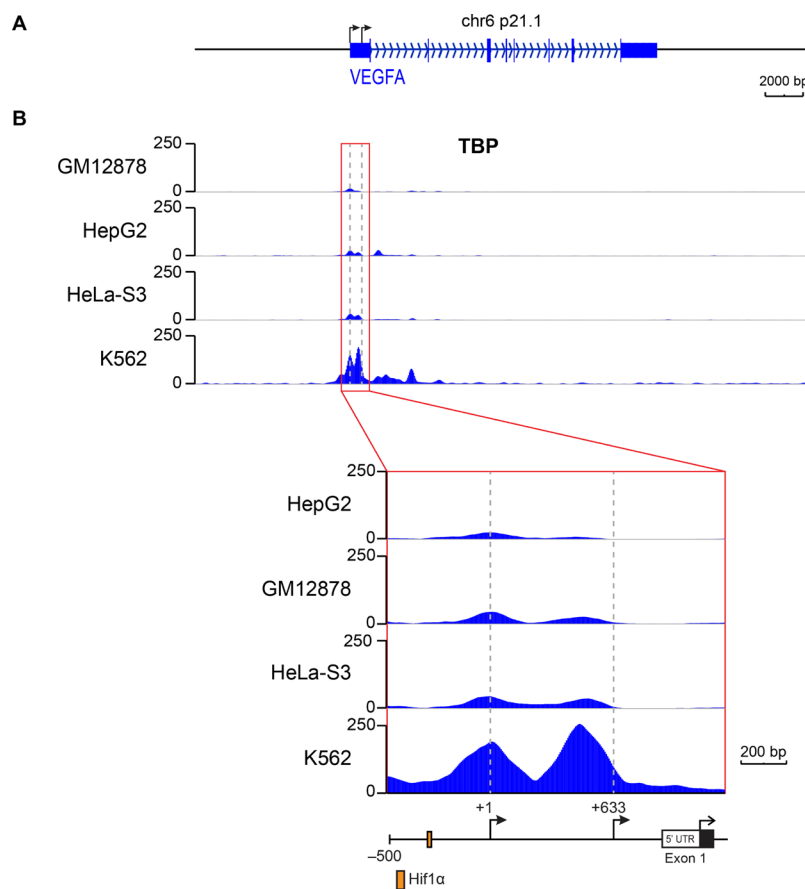 A
chr6 p21.1
VEGFA
2000 bp
B
TBP
GM12878
250
0
HepG2
250
0
HeLa-S3
250
0
K562
250
0
HepG2
250
0
GM12878
250
0
HeLa-S3
250
0
K562
250
0
200 bp
+1
+633
–500
5' UTR
Exon 1
Hif1α